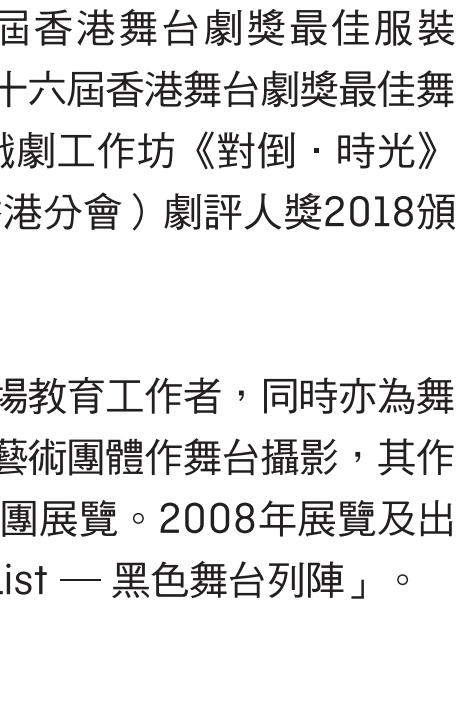 屆香港舞台劇獎最佳服裝
十六屆香港舞台劇獎最佳舞
戲劇工作坊《對倒．時光》
港分會）劇評人獎2018頒
場教育工作者，同時亦為舞
藝術團體作舞台攝影，其作
團展覽。2008年展覽及出
List — 黑色舞台列陣」。